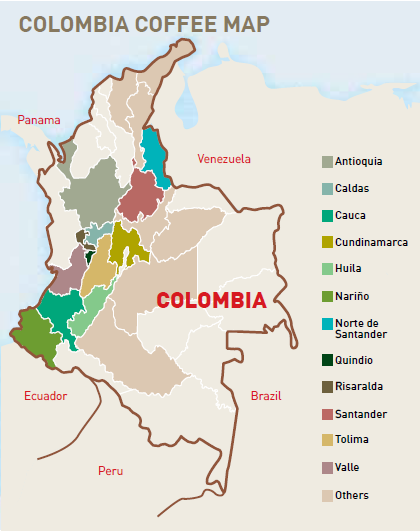 COLOMBIA COFFEE MAP
Panama
Venezuela
Antioquia
Caldas
Cauca
Cundinamarca
Huila
COLOMBIA
Nariño
Norte de
Santander
Quindio
Risaralda
Ecuador
Brazil
Santander
Tolima
Peru
Valle
Others